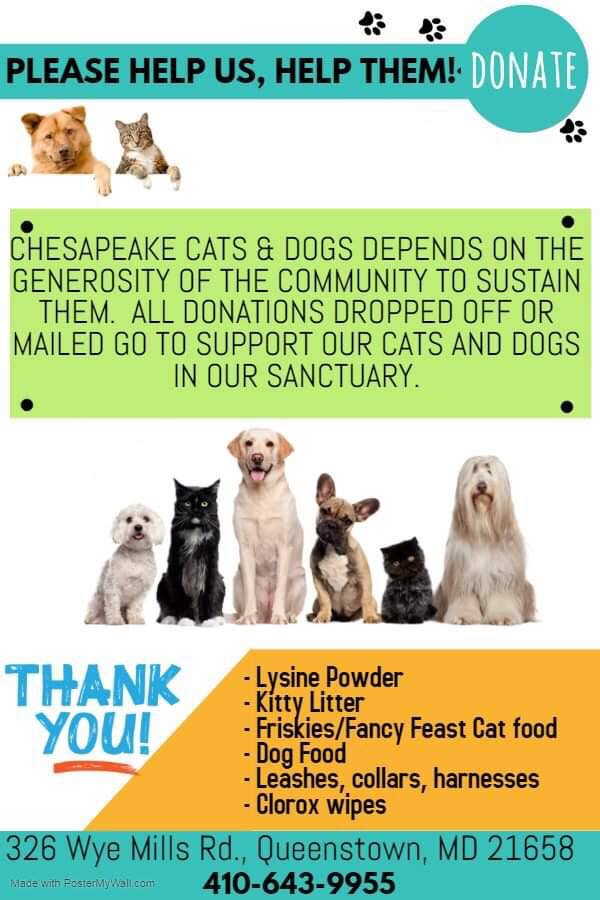 PLEASE HELP US, HELP THEM!
DONATE
CHESAPEAKE CATS & DOGS DEPENDS ON THE
GENEROSITY OF THE COMMUNITY TO SUSTAIN
THEM. ALL DONATIONS DROPPED OFF OR
MAILED GO TO SUPPORT OUR CATS AND DOGS
IN OUR SANCTUARY.
THANK
YOU!
- Lysine Powder
- Kitty Litter
- Friskies/Fancy Feast Cat food
- Dog Food
- Leashes, collars, harnesses
- Clorox wipes
326 Wye Mills Rd., Queenstown, MD 21658
410-643-9955
Made with PosterMyWall.com